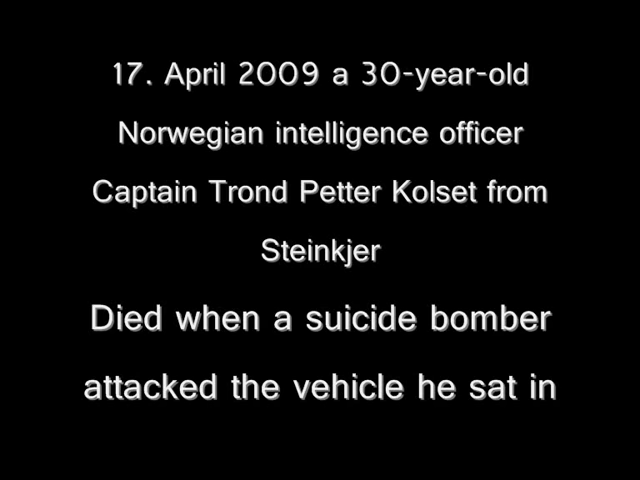 17. April 2009 a 30-year-old
Norwegian intelligence officer
Captain Trond Petter Kolset from
Steinkjer
Died when a suicide bomber
attacked the vehicle he sat in